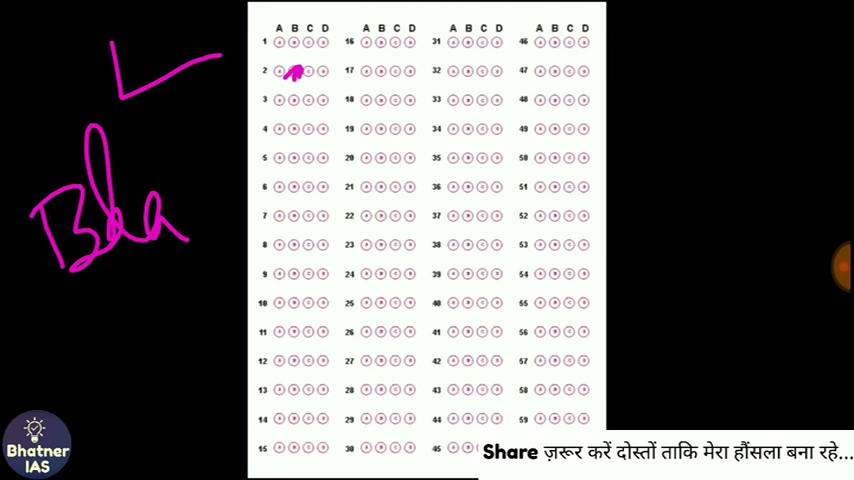 A B C D A B C D A B C D A B C D
1 16 31 46
2 17 32 47
3 18 33 48
4 19 34 49
5 20 35 50
6 21 36 51
7 22 37 52
8 23 38 53
9 24 39 54
10 25 40 55
11 26 41 56
12 27 42 57
13 28 43 58
14 29 44 59
15 30 45
Bhatner
IAS
Share ज़रूर करें दोस्तों ताकि मेरा हौंसला बना रहे...